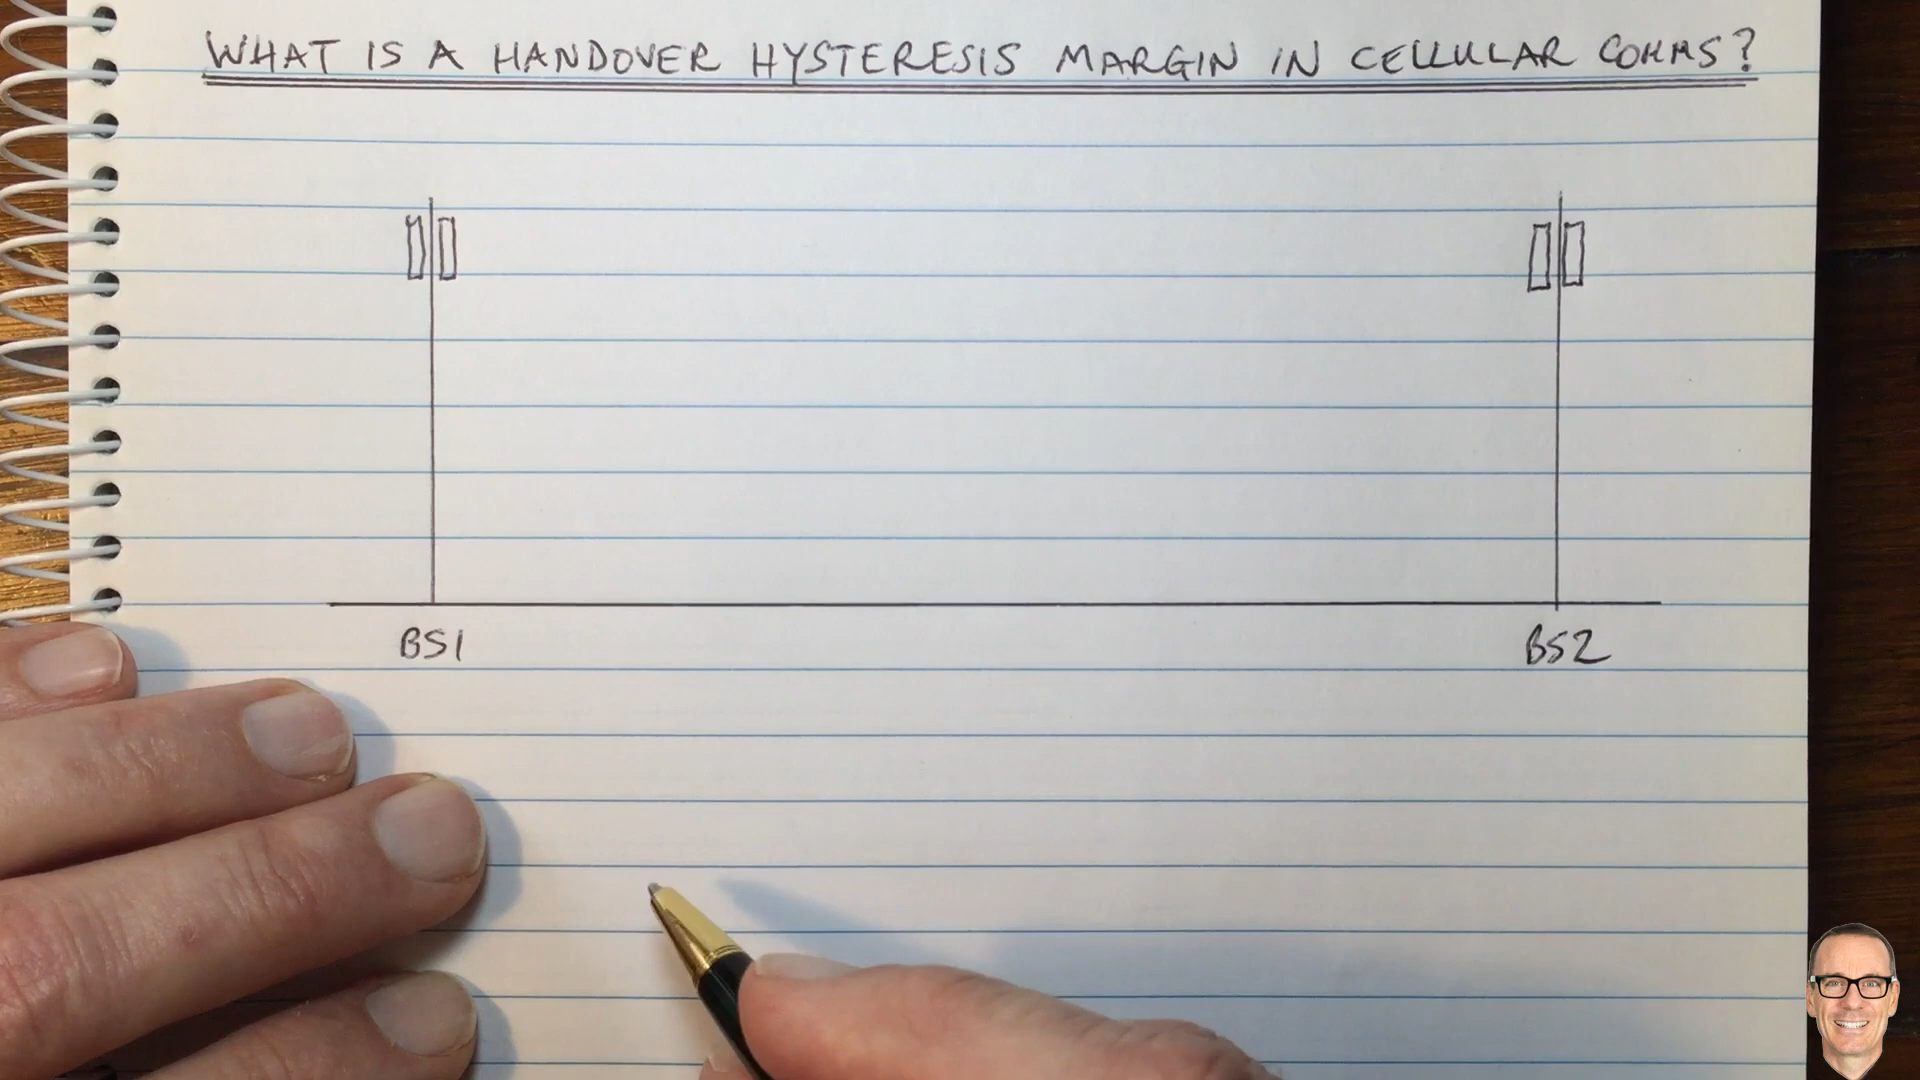 WHAT IS A HANDOVER HYSTERESIS MARGIN IN CELLULAR COMMS?
BS1 BS2